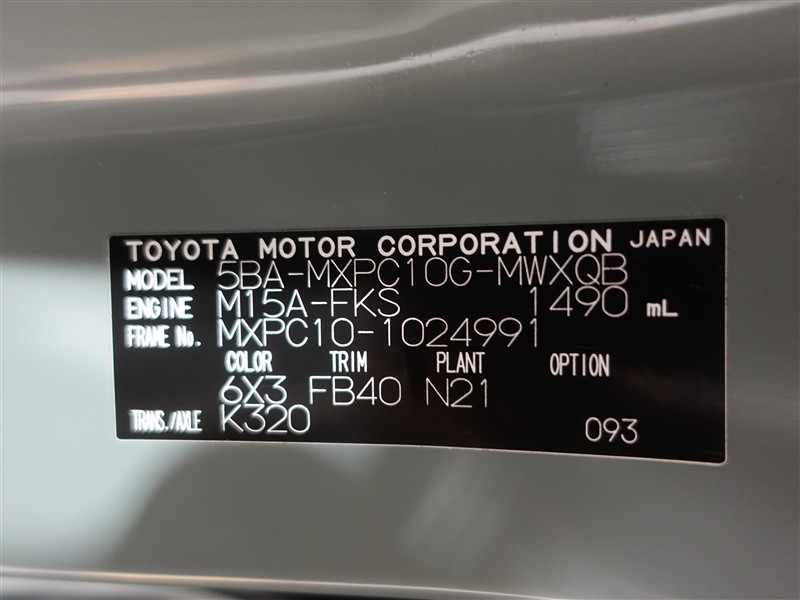 TOYOTA MOTOR CORPORATION JAPAN
MODEL 5BA-MXPC10G-MWXQB
ENGINE M15A-FKS 1490 mL
FRAME No. MXPC10-1024991
COLOR TRIM PLANT OPTION
6X3 FB40 N21
TRANS./AXLE K320 093